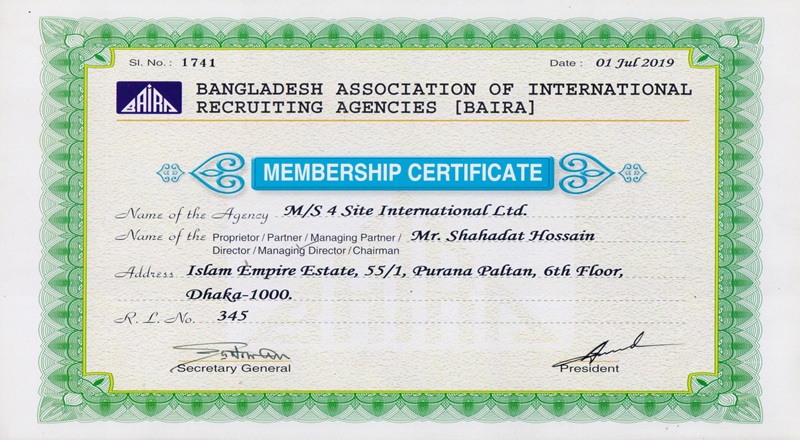 Sl. No.: 1741
Date: 01 Jul 2019
BAIRA
BANGLADESH ASSOCIATION OF INTERNATIONAL
RECRUITING AGENCIES [BAIRA]
MEMBERSHIP CERTIFICATE
Name of the Agency M/S 4 Site International Ltd.
Name of the Proprietor / Partner / Managing Partner / Mr. Shahadat Hossain
Director / Managing Director / Chairman
Address Islam Empire Estate, 55/1, Purana Paltan, 6th Floor,
Dhaka-1000.
R. L. No. 345
Secretary General
President